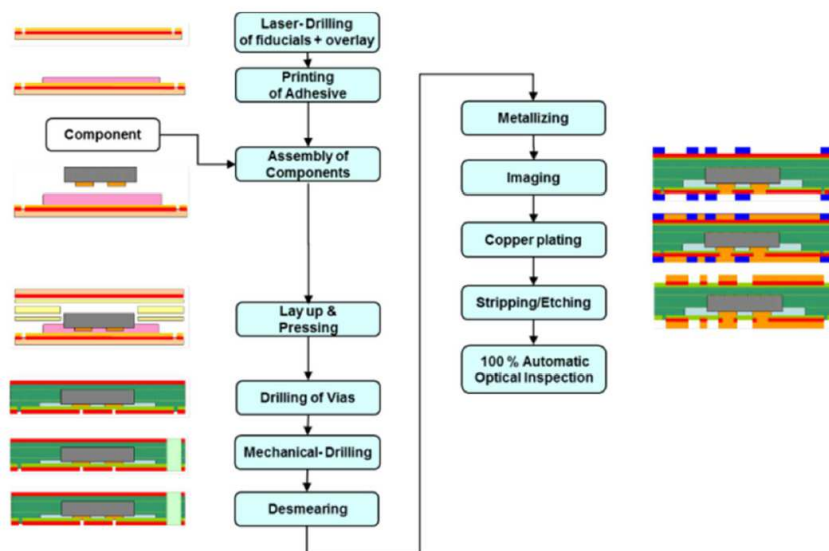 Laser- Drilling
of fiducials + overlay
Printing
of Adhesive
Component
Assembly of
Components
Lay up &
Pressing
Drilling of Vias
Mechanical- Drilling
Desmearing
Metallizing
Imaging
Copper plating
Stripping/Etching
100 % Automatic
Optical Inspection